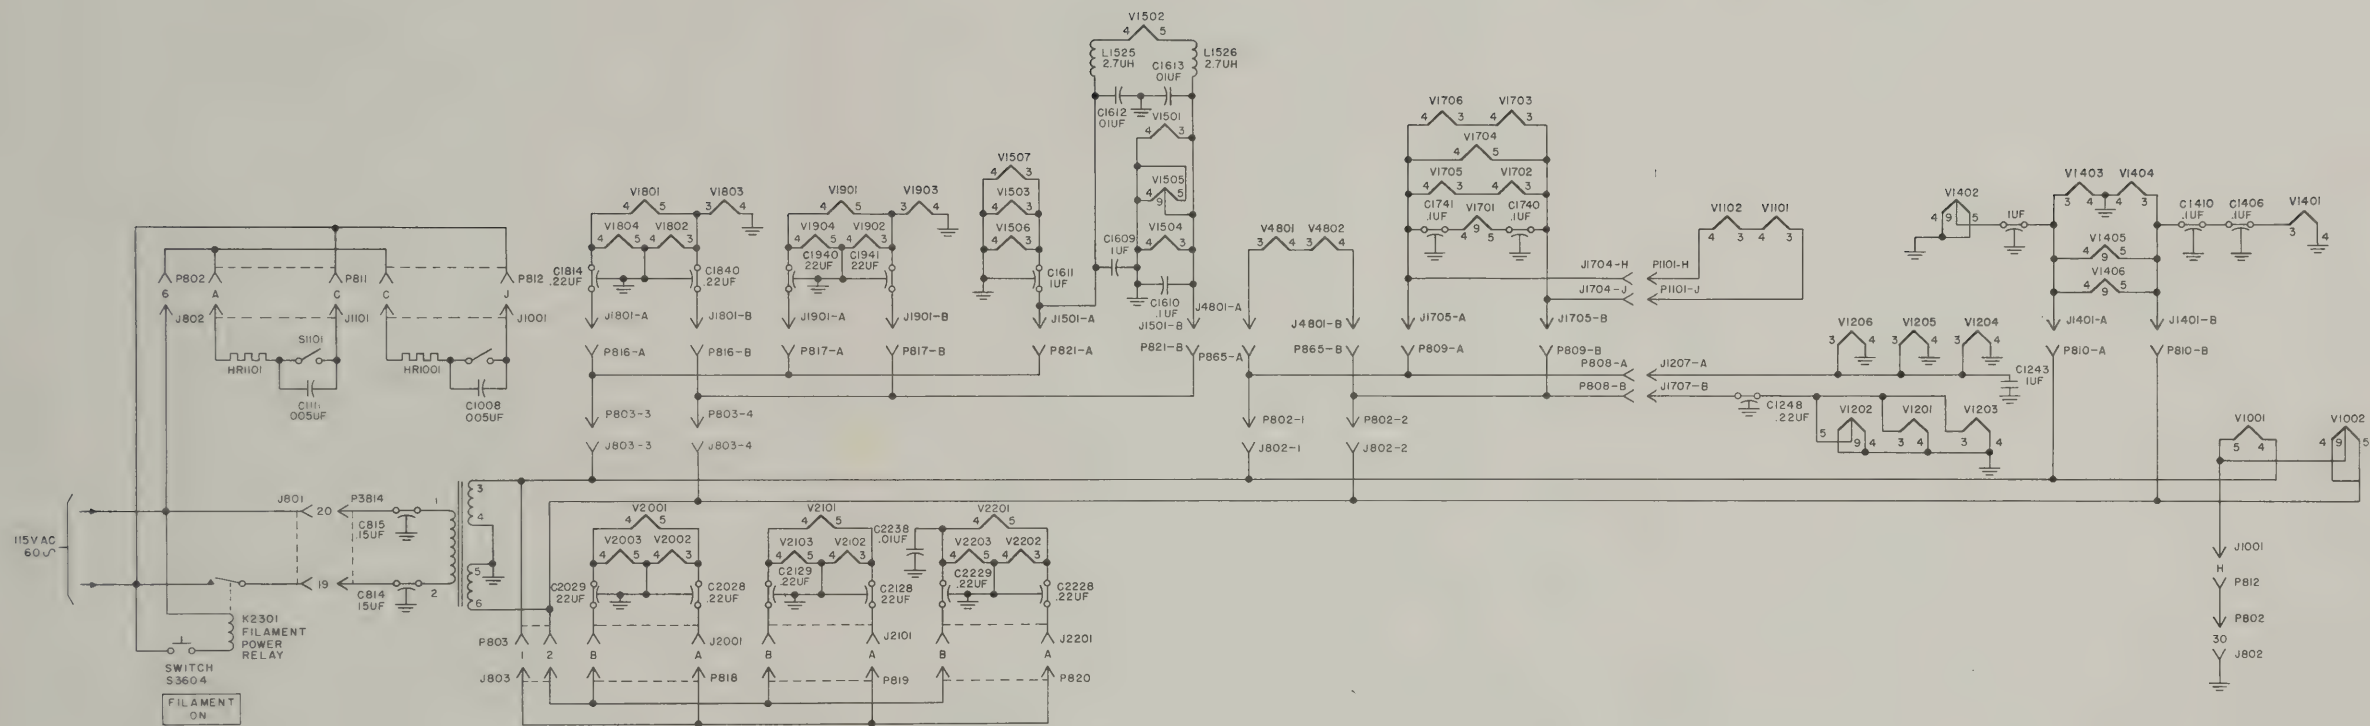 V1502
4 5
L1525
2.7UH
L1526
2.7UH
C1613
.01UF
C1612
.01UF
V1501
4 3
V1505
4 9 5
V1504
4 3
C1609
.1UF
C1610
.1UF
V1507
4 3
V1503
4 3
V1506
4 3
C1611
.1UF
J1501-A
P821-A
J1501-B
P821-B
V1801
4 5
V1803
3 4
V1804
4 5
V1802
4 3
C1814
.22UF
C1840
.22UF
J1801-A
J1801-B
P816-A
P816-B
V1901
4 5
V1903
3 4
V1904
4 5
V1902
4 3
C1940
.22UF
C1941
.22UF
J1901-A
J1901-B
P817-A
P817-B
P803-3
P803-4
J803-3
J803-4
V4801
3 4
V4802
3 4
J4801-A
J4801-B
P865-A
P865-B
P802-1
P802-2
J802-1
J802-2
V1706
4 3
V1703
4 3
V1704
4 5
V1705
4 3
V1702
4 3
C1741
.1UF
V1701
4 9 5
C1740
.1UF
J1705-A
J1705-B
P809-A
P809-B
V1102
4 3
V1101
4 3
J1704-H
P1101-H
J1704-J
P1101-J
P808-A
J1207-A
P808-B
J1707-B
V1206
3 4
V1205
3 4
V1204
3 4
C1243
.1UF
C1248
.22UF
V1202
5 9 4
V1201
3 4
V1203
3 4
V1402
4 9 5
.1UF
V1403
4 3
V1404
3 4
V1405
4 9 5
V1406
4 9 5
C1410
.1UF
C1406
.1UF
V1401
3 4
J1401-A
J1401-B
P810-A
P810-B
V1001
5 4
V1002
4 9 5
J1001
H
P812
P802
30
J802
P802
6 A
J802
P811
C
J1101
C
P812
J
J1001
S1101
HR1101
HR1001
.005UF
C1008
.005UF
115V AC
60
J801
20
P3814
1
C815
.15UF
19
C814
.15UF
2
3
4
5
6
K2301
FILAMENT
POWER
RELAY
SWITCH
S3604
FILAMENT
ON
P803
1 2
J803
V2001
4 5
V2003
4 5
V2002
4 3
C2029
.22UF
C2028
.22UF
B A
J2001
P818
V2101
4 5
V2103
4 5
V2102
4 3
C2129
.22UF
C2128
.22UF
B A
J2101
P819
C2238
.01UF
V2201
4 5
V2203
4 5
V2202
4 3
C2229
.22UF
C2228
.22UF
B A
J2201
P820